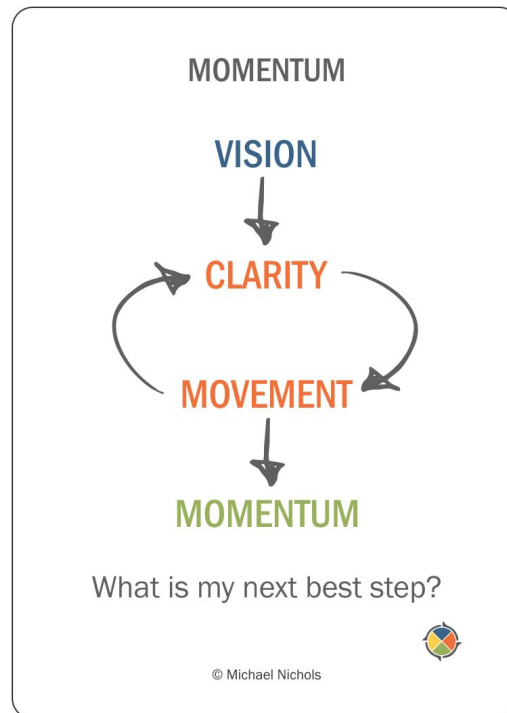 MOMENTUM
VISION
CLARITY
MOVEMENT
MOMENTUM
What is my next best step?
© Michael Nichols